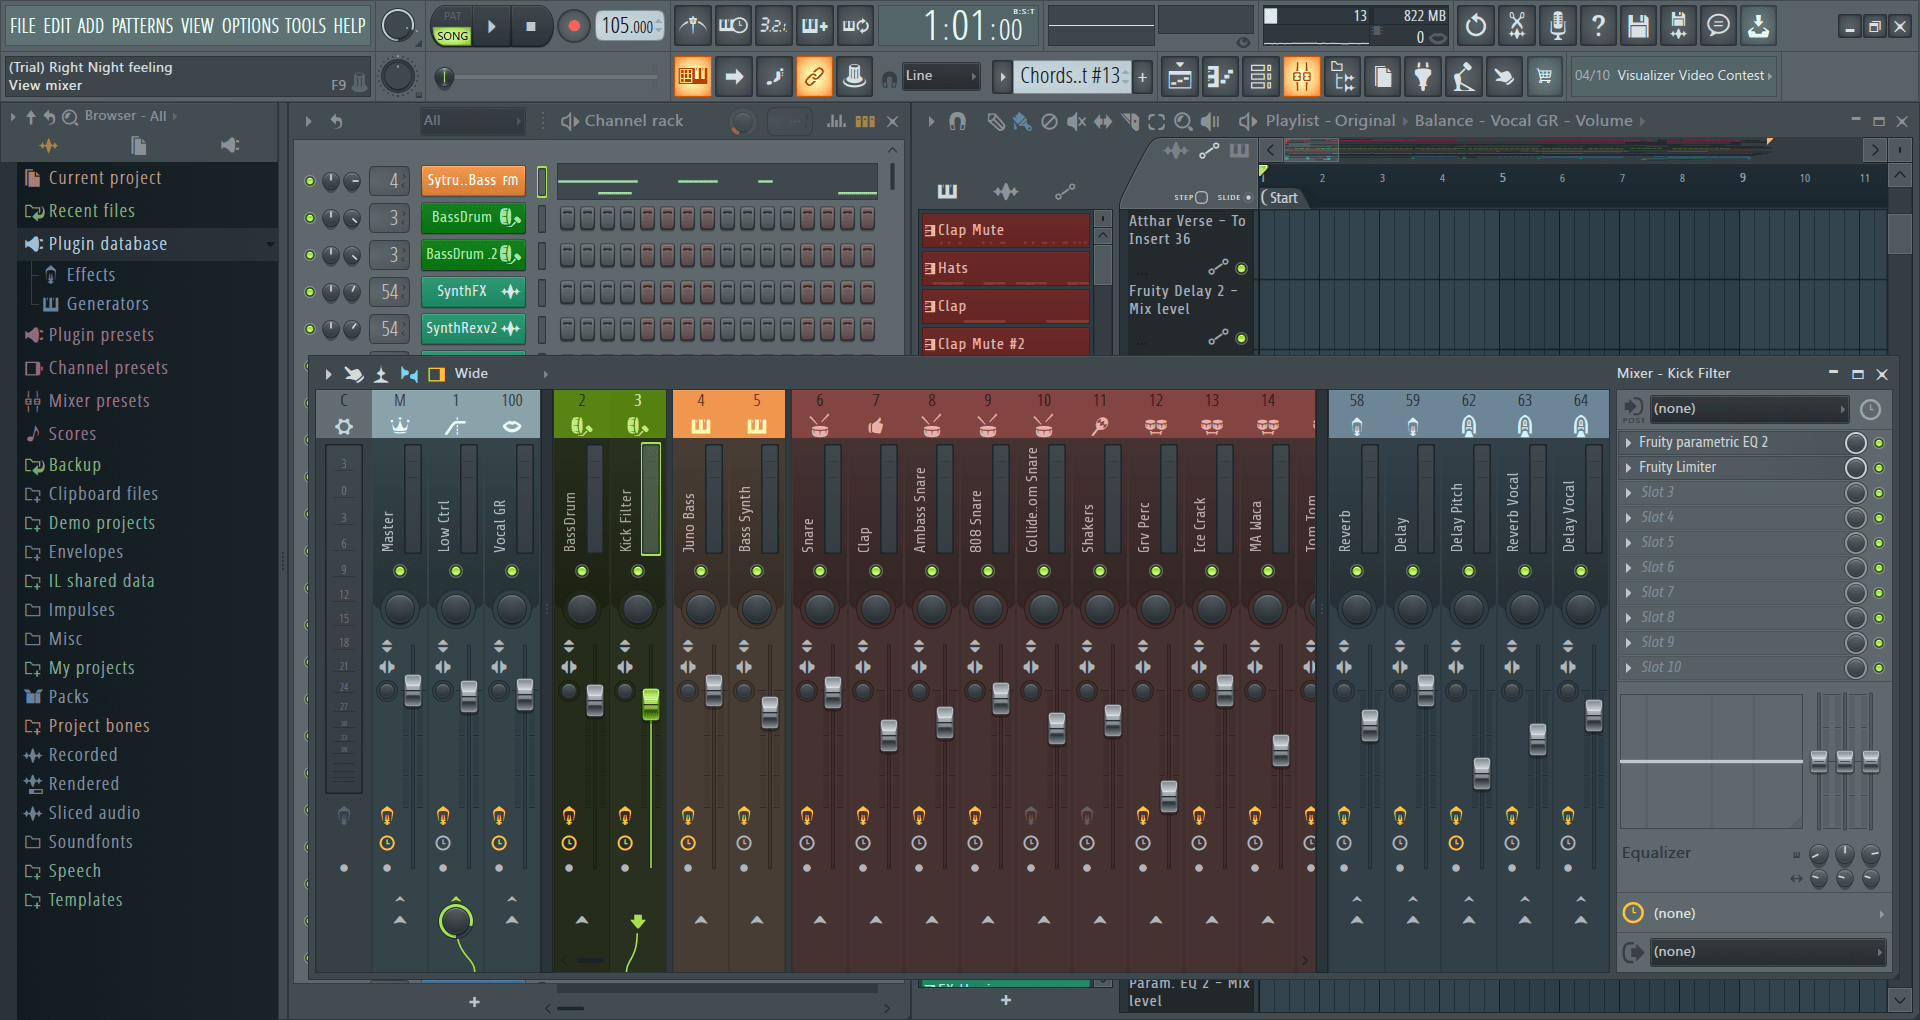 FILE EDIT ADD PATTERNS VIEW OPTIONS TOOLS HELP
PAT
SONG
105.000
3.2.1
1:01:00
B:S:T
13
822 MB
0
(Trial) Right Night feeling
View mixer
F9
Line
Chords..t #13
04/10 Visualizer Video Contest
Browser - All
Current project
Recent files
Plugin database
Effects
Generators
Plugin presets
Channel presets
Mixer presets
Scores
Backup
Clipboard files
Demo projects
Envelopes
IL shared data
Impulses
Misc
My projects
Packs
Project bones
Recorded
Rendered
Sliced audio
Soundfonts
Speech
Templates
All
Channel rack
4 Sytru..Bass FM
3 BassDrum
3 BassDrum .2
54 SynthFX
54 SynthRexv2
Playlist - Original
Balance - Vocal GR - Volume
STEP
SLIDE
1 2 3 4 5 6 7 8 9 10 11
Start
Clap Mute
Hats
Clap
Clap Mute #2
Atthar Verse - To
Insert 36
Fruity Delay 2 -
Mix level
Wide
Mixer - Kick Filter
C M 1 100 2 3 4 5 6 7 8 9 10 11 12 13 14 58 59 62 63 64
Master
Low Ctrl
Vocal GR
BassDrum
Kick Filter
Juno Bass
Bass Synth
Snare
Clap
Ambass Snare
808 Snare
Collide..om Snare
Shakers
Grv Perc
Ice Crack
MA Waca
Tom Tom
Reverb
Delay
Delay Pitch
Reverb Vocal
Delay Vocal
3
0
3
6
9
12
15
18
21
24
27
POST
(none)
Fruity parametric EQ 2
Fruity Limiter
Slot 3
Slot 4
Slot 5
Slot 6
Slot 7
Slot 8
Slot 9
Slot 10
Equalizer
(none)
(none)
Param. EQ 2 - Mix
level